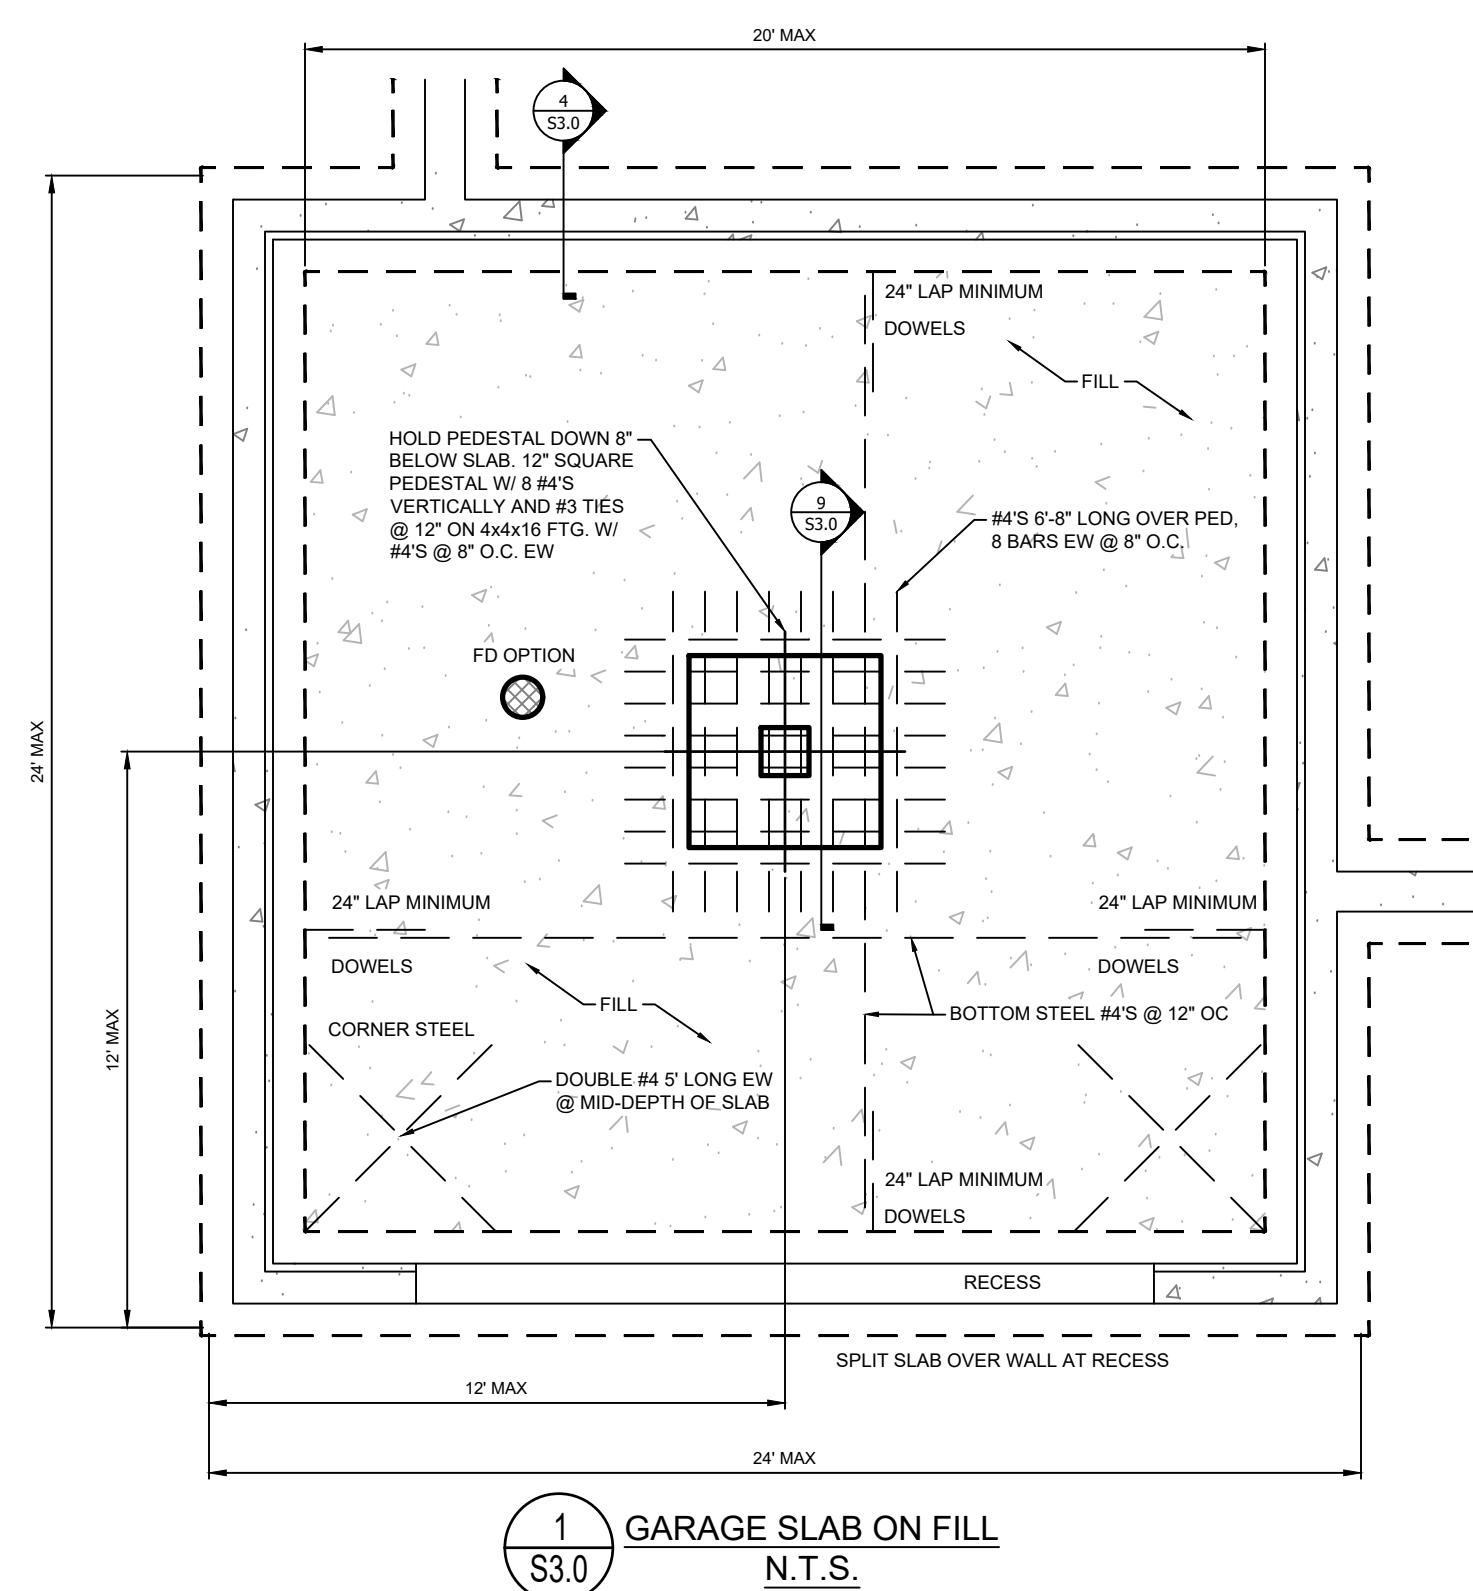 20' MAX
4
S3.0
24" LAP MINIMUM
DOWELS
FILL
HOLD PEDESTAL DOWN 8"
BELOW SLAB. 12" SQUARE
PEDESTAL W/ 8 #4'S
VERTICALLY AND #3 TIES
@ 12" ON 4x4x16 FTG. W/
#4'S @ 8" O.C. EW
9
S3.0
#4'S 6'-8" LONG OVER PED,
8 BARS EW @ 8" O.C.
FD OPTION
24' MAX
24" LAP MINIMUM
24" LAP MINIMUM
DOWELS
DOWELS
FILL
BOTTOM STEEL #4'S @ 12" OC
CORNER STEEL
12' MAX
DOUBLE #4 5' LONG EW
@ MID-DEPTH OF SLAB
24" LAP MINIMUM
DOWELS
RECESS
SPLIT SLAB OVER WALL AT RECESS
12' MAX
24' MAX
1
S3.0
GARAGE SLAB ON FILL
N.T.S.